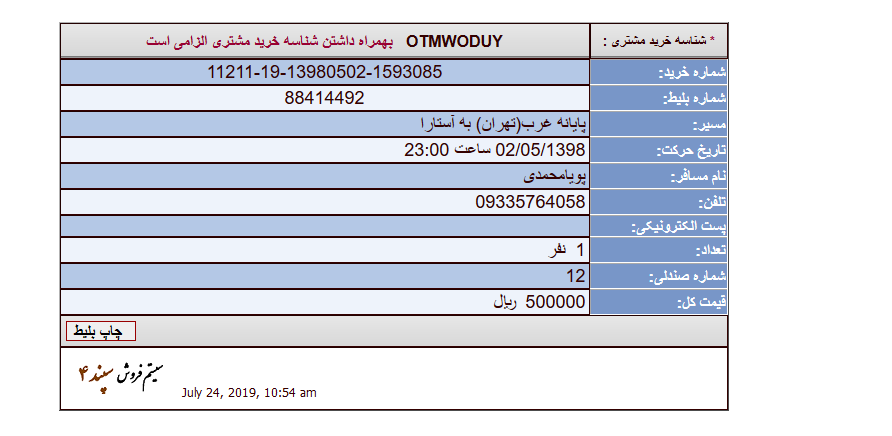 * شناسه خرید مشتری : OTMWODUY بهمراه داشتن شناسه خرید مشتری الزامی است
شماره خرید: 11211-19-13980502-1593085
شماره بلیط: 88414492
مسیر: پایانه غرب(تهران) به آستارا
تاریخ حرکت: 02/05/1398 ساعت 23:00
نام مسافر: پویامحمدی
تلفن: 09335764058
پست الکترونیکی:
تعداد: 1 نفر
شماره صندلی: 12
قیمت کل: 500000 ریال
چاپ بلیط
سیستم فروش سپند ۴
July 24, 2019, 10:54 am